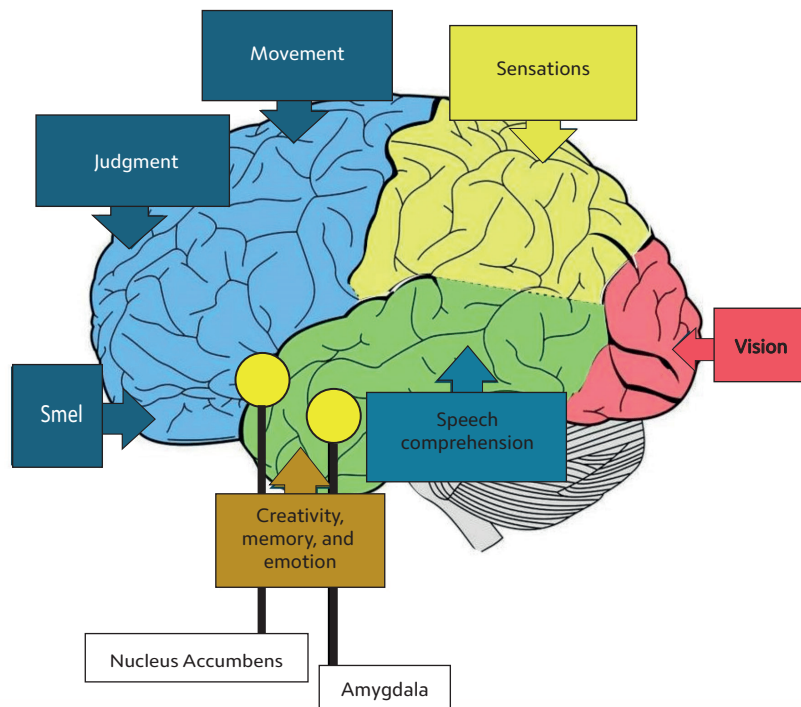 Movement
Sensations
Judgment
Vision
Smel
Speech
comprehension
Creativity,
memory, and
emotion
Nucleus Accumbens
Amygdala